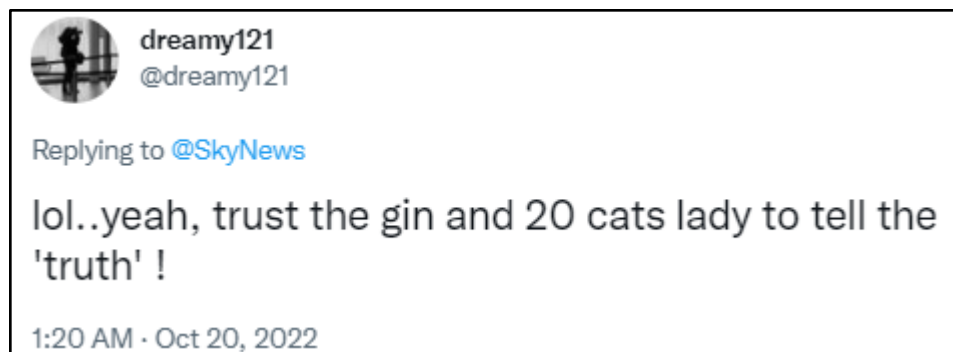 dreamy121
@dreamy121
Replying to @SkyNews
lol..yeah, trust the gin and 20 cats lady to tell the
'truth' !
1:20 AM · Oct 20, 2022